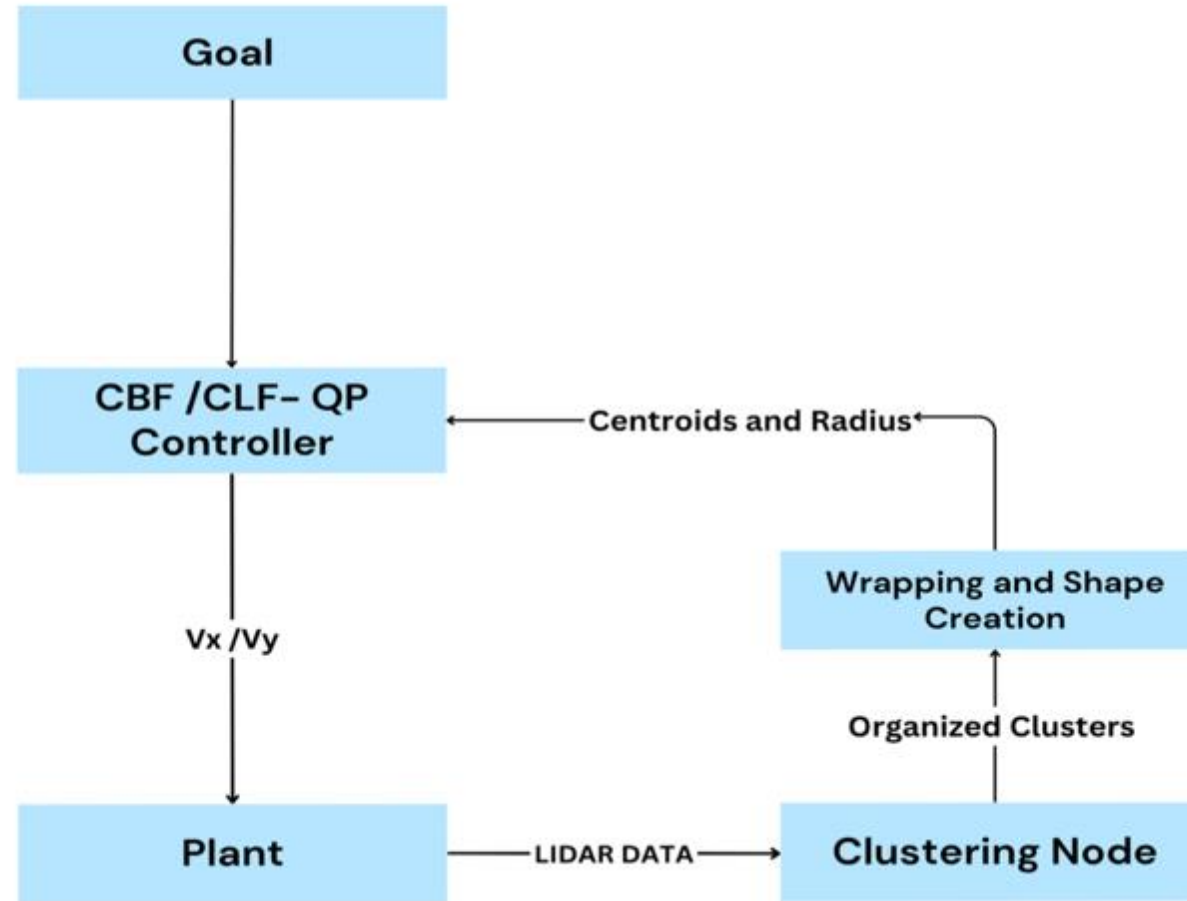 Goal
CBF /CLF- QP
Controller
Centroids and Radius
Wrapping and Shape
Creation
Vx /Vy
Organized Clusters
Plant
LIDAR DATA
Clustering Node